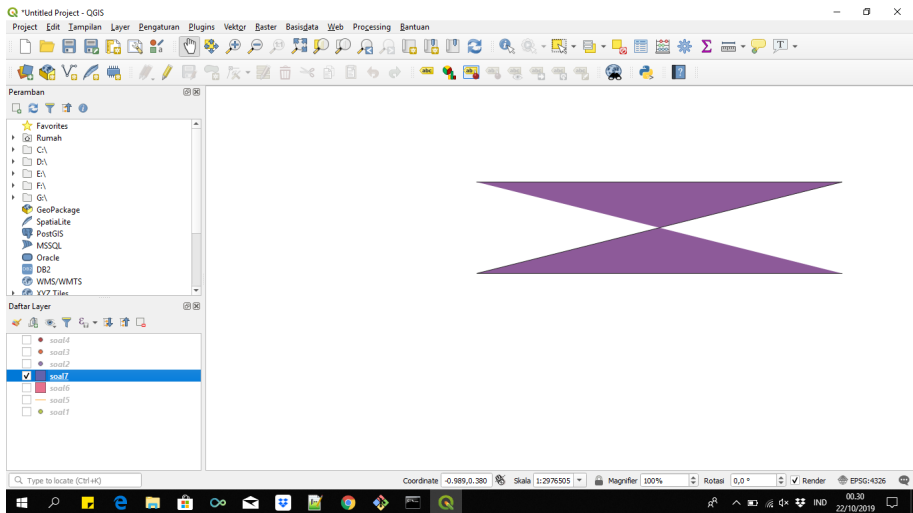 *Untitled Project - QGIS
Project Edit Tampilan Layer Pengaturan Plugins Vektor Raster Basisdata Web Processing Bantuan
Peramban
Favorites
Rumah
C:\
D:\
E:\
F:\
G:\
GeoPackage
SpatiaLite
PostGIS
MSSQL
Oracle
DB2
WMS/WMTS
XYZ Tiles
Daftar Layer
soal4
soal3
soal2
soal7
soal6
soal5
soal1
Type to locate (Ctrl+K)
Coordinate -0.989,0.380 Skala 1:2976505 Magnifier 100% Rotasi 0,0 ° Render EPSG:4326
IND
00.30
22/10/2019